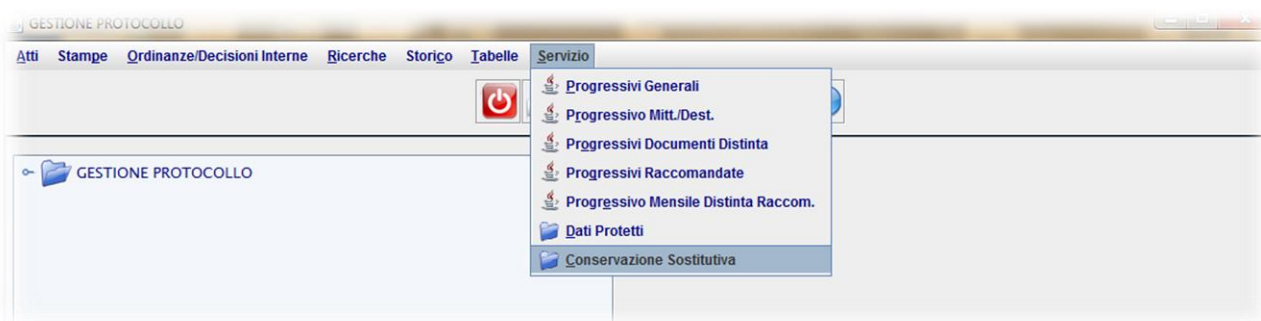 GESTIONE PROTOCOLLO
Atti Stampe Ordinanze/Decisioni Interne Ricerche Storico Tabelle Servizio
Progressivi Generali
Progressivo Mitt./Dest.
Progressivi Documenti Distinta
Progressivi Raccomandate
Progressivo Mensile Distinta Raccom.
Dati Protetti
Conservazione Sostitutiva
GESTIONE PROTOCOLLO